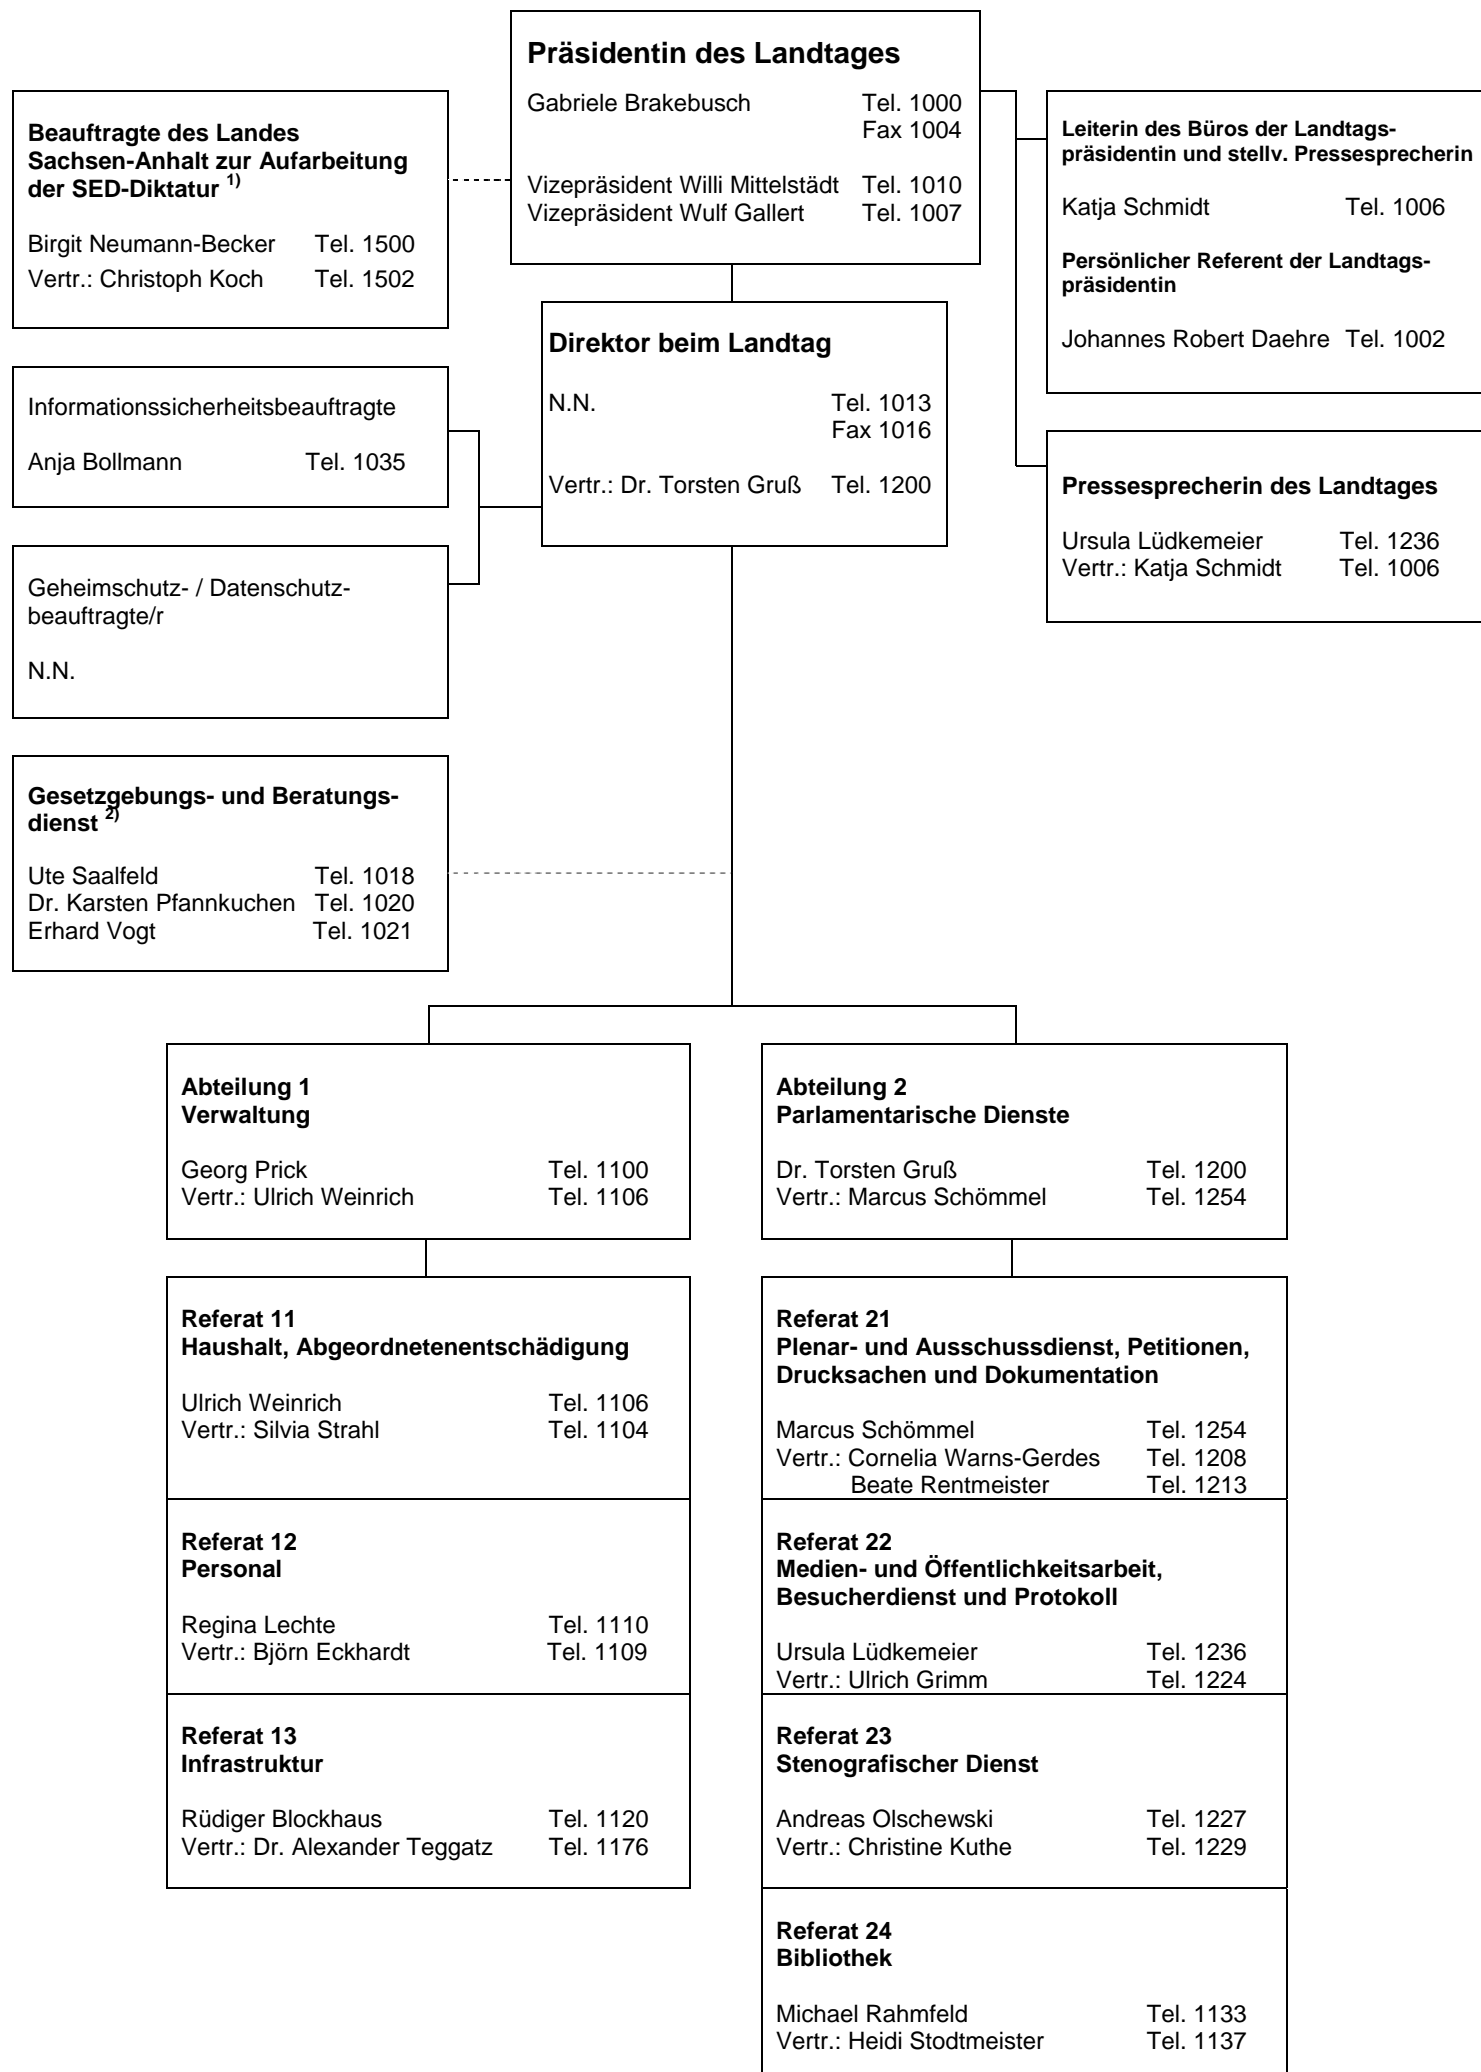 Präsidentin des Landtages
Gabriele Brakebusch Tel. 1000
Fax 1004
Vizepräsident Willi Mittelstädt Tel. 1010
Vizepräsident Wulf Gallert Tel. 1007
Beauftragte des Landes
Sachsen-Anhalt zur Aufarbeitung
der SED-Diktatur 1)
Birgit Neumann-Becker Tel. 1500
Vertr.: Christoph Koch Tel. 1502
Leiterin des Büros der Landtags-
präsidentin und stellv. Pressesprecherin
Katja Schmidt Tel. 1006
Persönlicher Referent der Landtags-
präsidentin
Johannes Robert Daehre Tel. 1002
Direktor beim Landtag
N.N. Tel. 1013
Fax 1016
Vertr.: Dr. Torsten Gruß Tel. 1200
Informationssicherheitsbeauftragte
Anja Bollmann Tel. 1035
Pressesprecherin des Landtages
Ursula Lüdkemeier Tel. 1236
Vertr.: Katja Schmidt Tel. 1006
Geheimschutz- / Datenschutz-
beauftragte/r
N.N.
Gesetzgebungs- und Beratungs-
dienst 2)
Ute Saalfeld Tel. 1018
Dr. Karsten Pfannkuchen Tel. 1020
Erhard Vogt Tel. 1021
Abteilung 1
Verwaltung
Georg Prick Tel. 1100
Vertr.: Ulrich Weinrich Tel. 1106
Referat 11
Haushalt, Abgeordnetenentschädigung
Ulrich Weinrich Tel. 1106
Vertr.: Silvia Strahl Tel. 1104
Referat 12
Personal
Regina Lechte Tel. 1110
Vertr.: Björn Eckhardt Tel. 1109
Referat 13
Infrastruktur
Rüdiger Blockhaus Tel. 1120
Vertr.: Dr. Alexander Teggatz Tel. 1176
Abteilung 2
Parlamentarische Dienste
Dr. Torsten Gruß Tel. 1200
Vertr.: Marcus Schömmel Tel. 1254
Referat 21
Plenar- und Ausschussdienst, Petitionen,
Drucksachen und Dokumentation
Marcus Schömmel Tel. 1254
Vertr.: Cornelia Warns-Gerdes Tel. 1208
Beate Rentmeister Tel. 1213
Referat 22
Medien- und Öffentlichkeitsarbeit,
Besucherdienst und Protokoll
Ursula Lüdkemeier Tel. 1236
Vertr.: Ulrich Grimm Tel. 1224
Referat 23
Stenografischer Dienst
Andreas Olschewski Tel. 1227
Vertr.: Christine Kuthe Tel. 1229
Referat 24
Bibliothek
Michael Rahmfeld Tel. 1133
Vertr.: Heidi Stodtmeister Tel. 1137